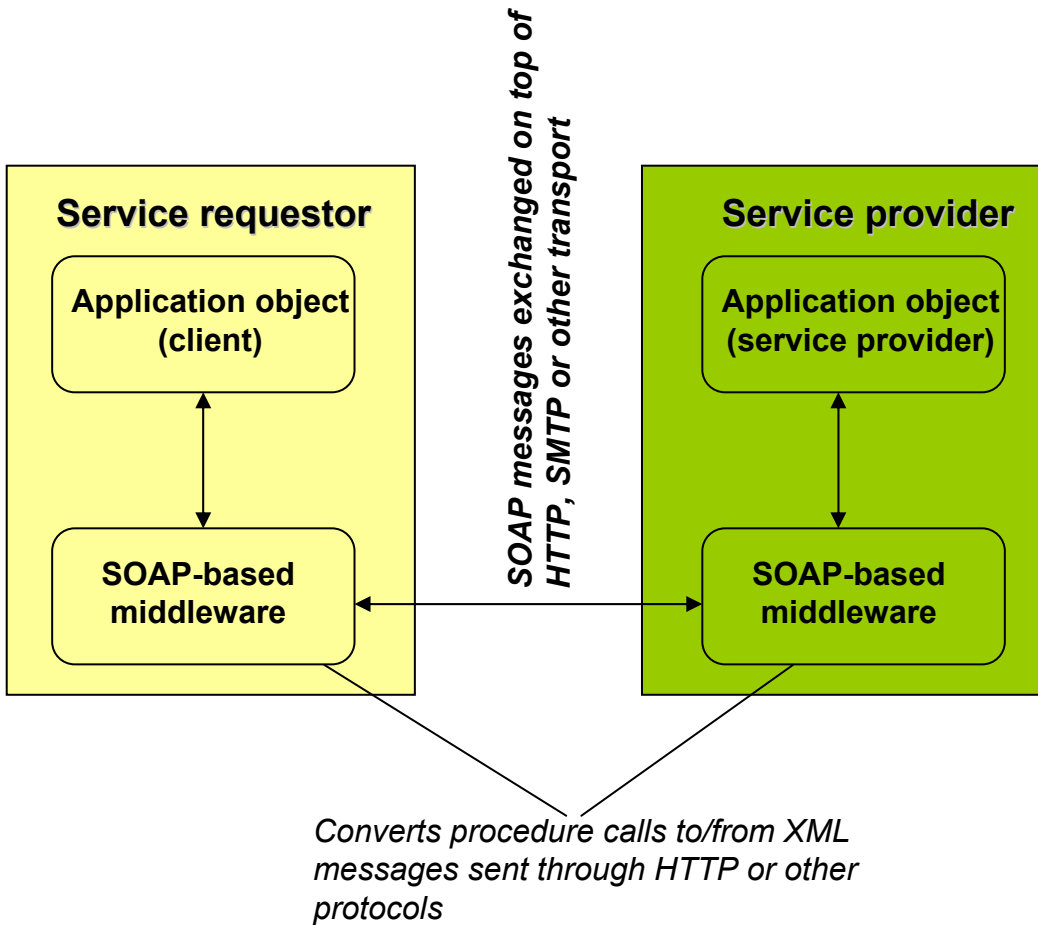 SOAP messages exchanged on top of
HTTP, SMTP or other transport
Service requestor
Application object
(client)
SOAP-based
middleware
Service provider
Application object
(service provider)
SOAP-based
middleware
Converts procedure calls to/from XML
messages sent through HTTP or other
protocols